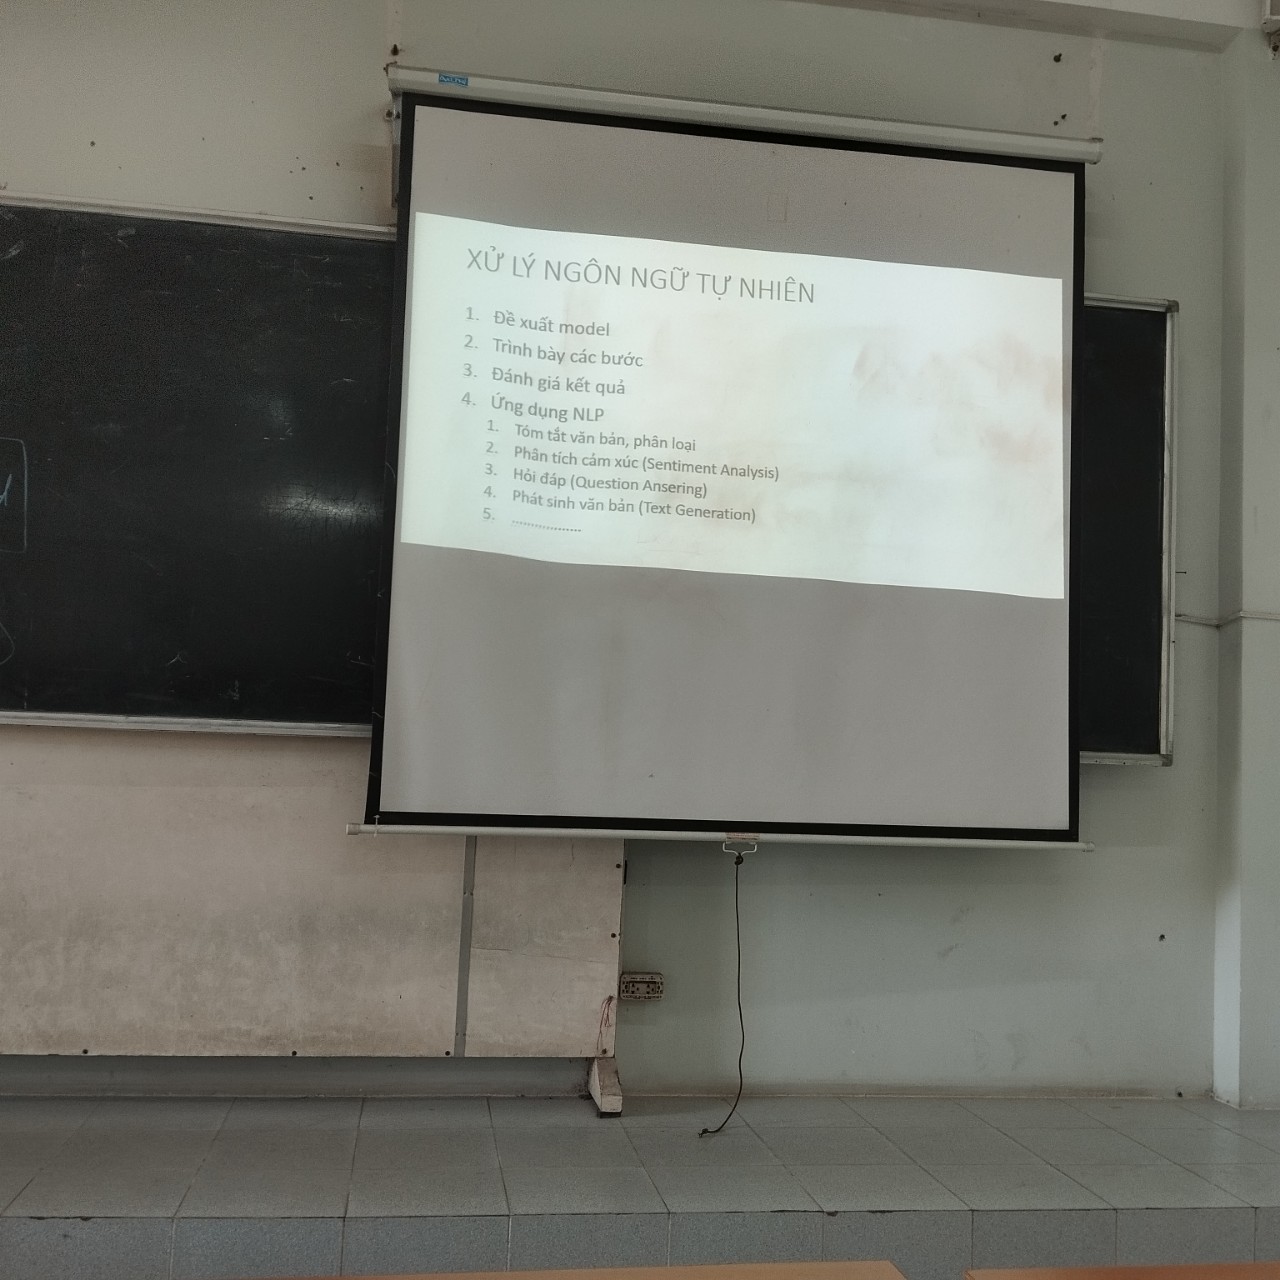 XỬ LÝ NGÔN NGỮ TỰ NHIÊN
1. Đề xuất model
2. Trình bày các bước
3. Đánh giá kết quả
4. Ứng dụng NLP
1. Tóm tắt văn bản, phân loại
2. Phân tích cảm xúc (Sentiment Analysis)
3. Hỏi đáp (Question Ansering)
4. Phát sinh văn bản (Text Generation)
5. ..................